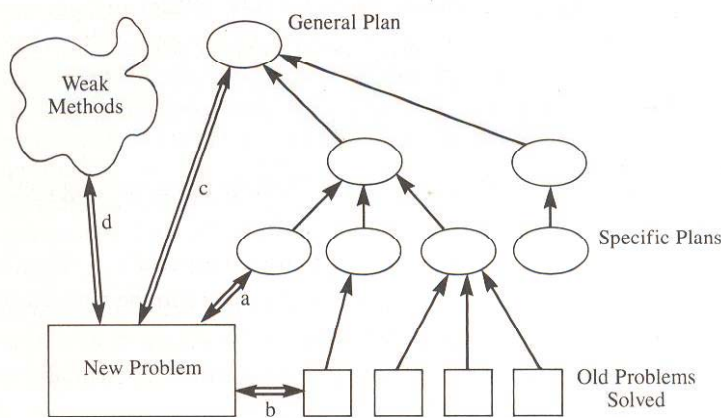 General Plan
Weak
Methods
c
d
Specific Plans
a
New Problem
b
Old Problems
Solved